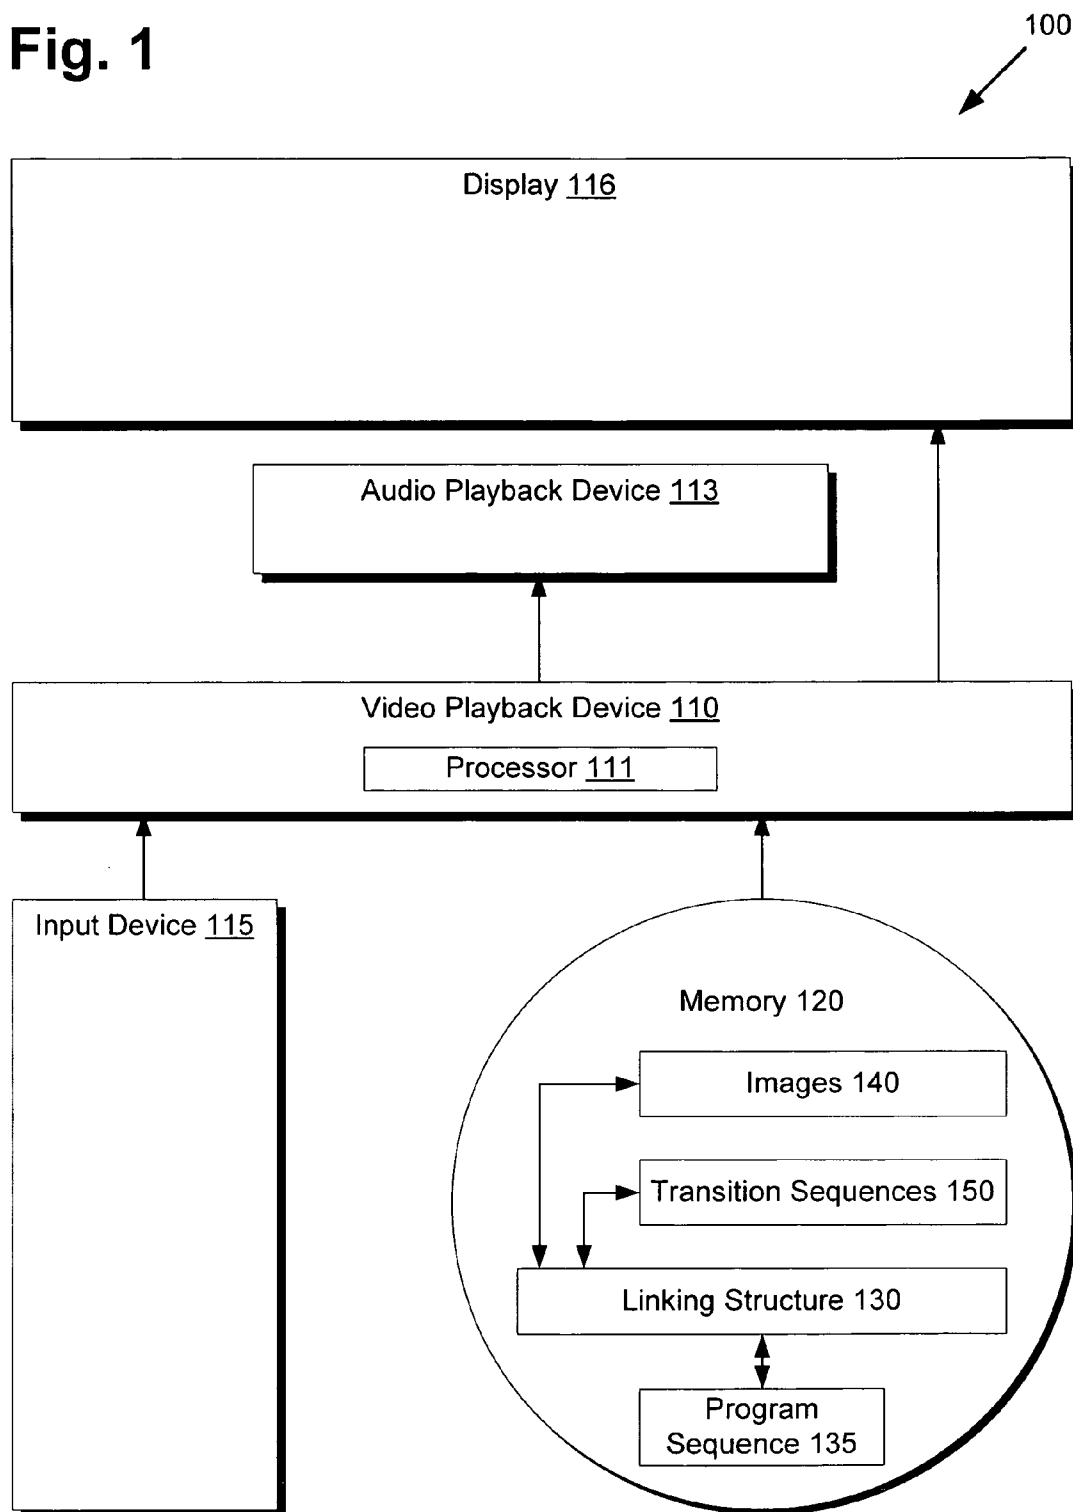 Fig. 1
100
Display 116
Audio Playback Device 113
Video Playback Device 110
Processor 111
Input Device 115
Memory 120
Images 140
Transition Sequences 150
Linking Structure 130
Program
Sequence 135